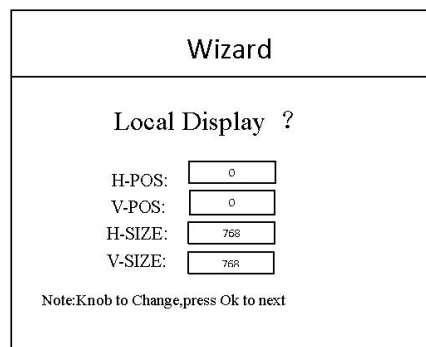 Wizard
Local Display ？
H-POS: 0
V-POS: 0
H-SIZE: 768
V-SIZE: 768
Note:Knob to Change,press Ok to next